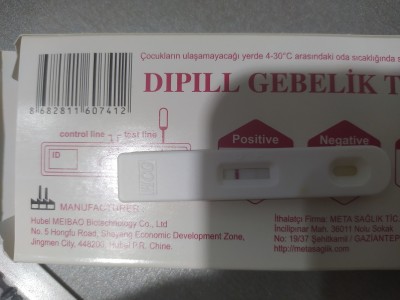 Çocukların ulaşamayacağı yerde 4-30°C arasındaki oda sıcaklığında s
8 682811 607412
DIPILL GEBELİK T
control line
test line
Positive
Negative
ID
MANUFACTURER
Hubei MEIBAO Biotechnology Co., Ltd
No.5 Hongfu Road, Shayang Economic Development Zone,
Jingmen City, 448200, Hubei P.R. China.
İthalatçı Firma: META SAĞLIK TİC.
İncilipınar Mah. 36011 Nolu Sokak
No: 19/37 Şehitkamil / GAZİANTEP
http://metasaglik.com